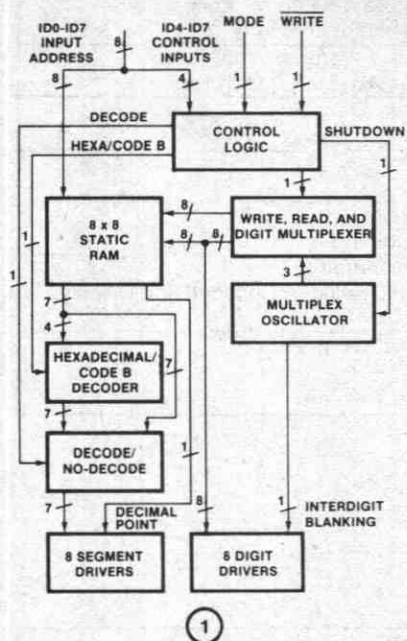 8
ID0-ID7
INPUT
ADDRESS
ID4-ID7
CONTROL
INPUTS
MODE
WRITE
8
4
1
1
DECODE
HEXA/CODE B
CONTROL
LOGIC
SHUTDOWN
1
1
8 x 8
STATIC
RAM
8
8
8
WRITE, READ, AND
DIGIT MULTIPLEXER
1
1
7
4
3
MULTIPLEX
OSCILLATOR
HEXADECIMAL/
CODE B
DECODER
7
7
DECODE/
NO-DECODE
1
7
DECIMAL
POINT
8
1
INTERDIGIT
BLANKING
8 SEGMENT
DRIVERS
8 DIGIT
DRIVERS
1